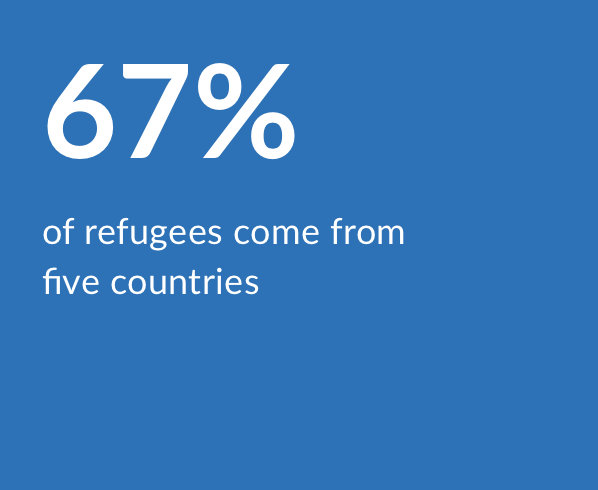 67%
of refugees come from
five countries